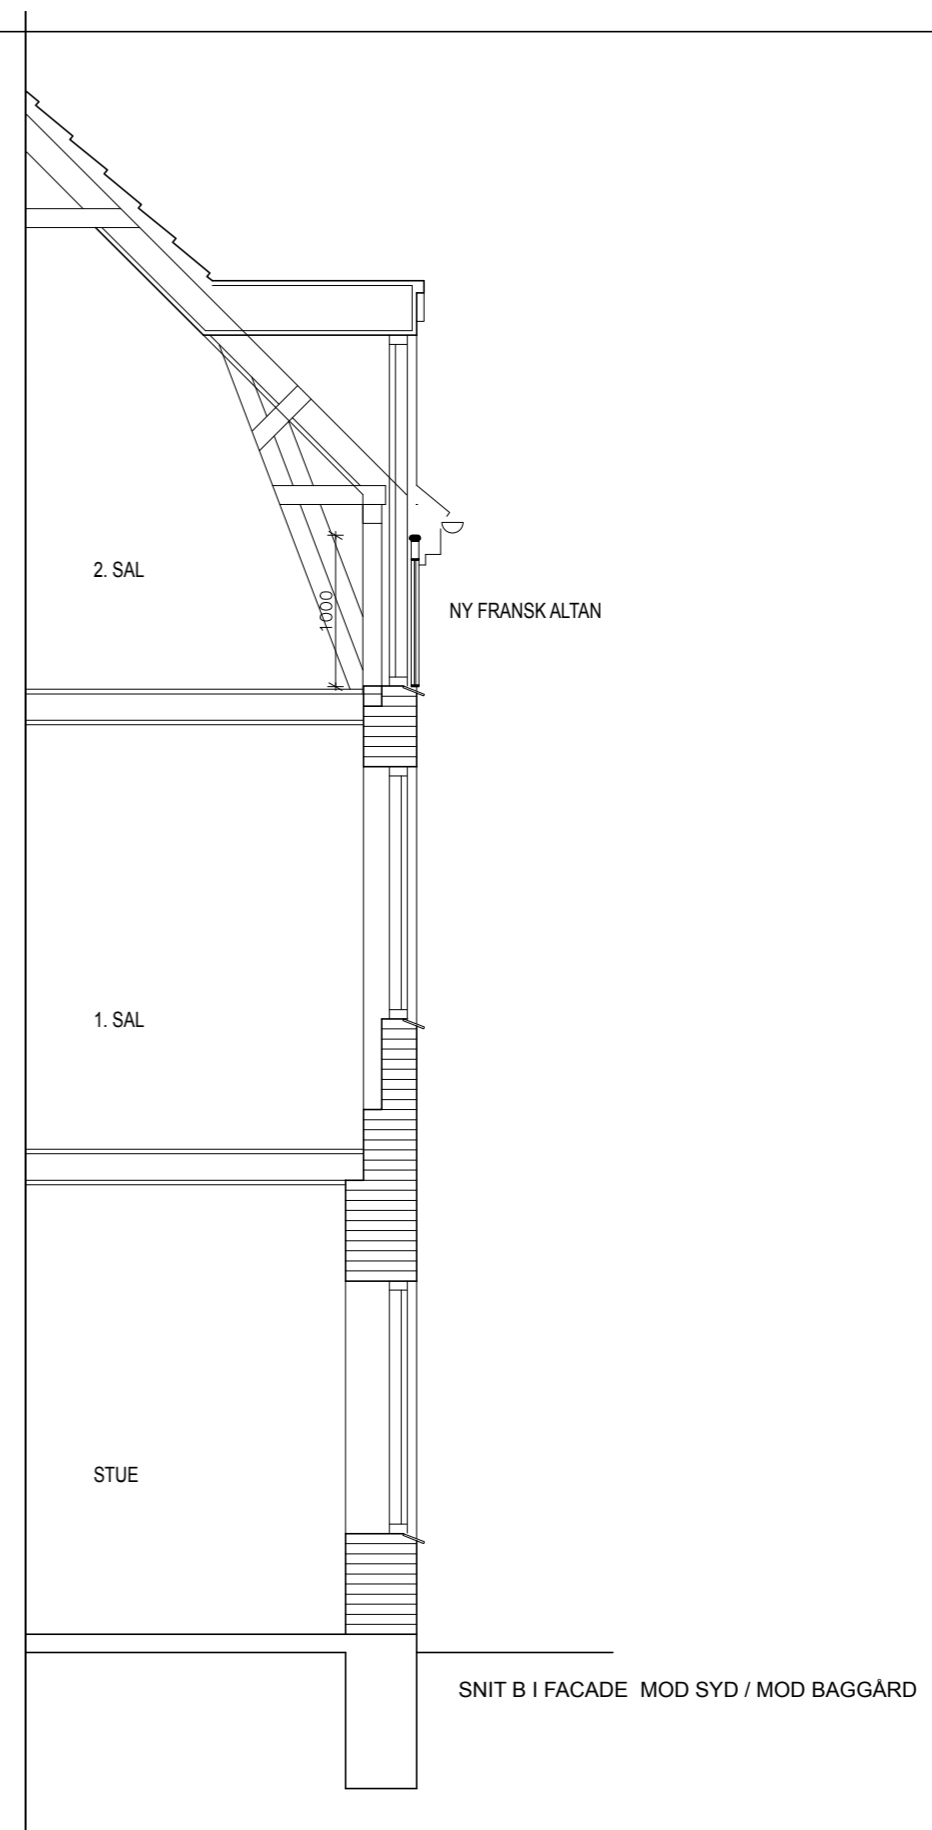 2. SAL
1000
NY FRANSK ALTAN
1. SAL
STUE
SNIT B I FACADE MOD SYD / MOD BAGGÅRD